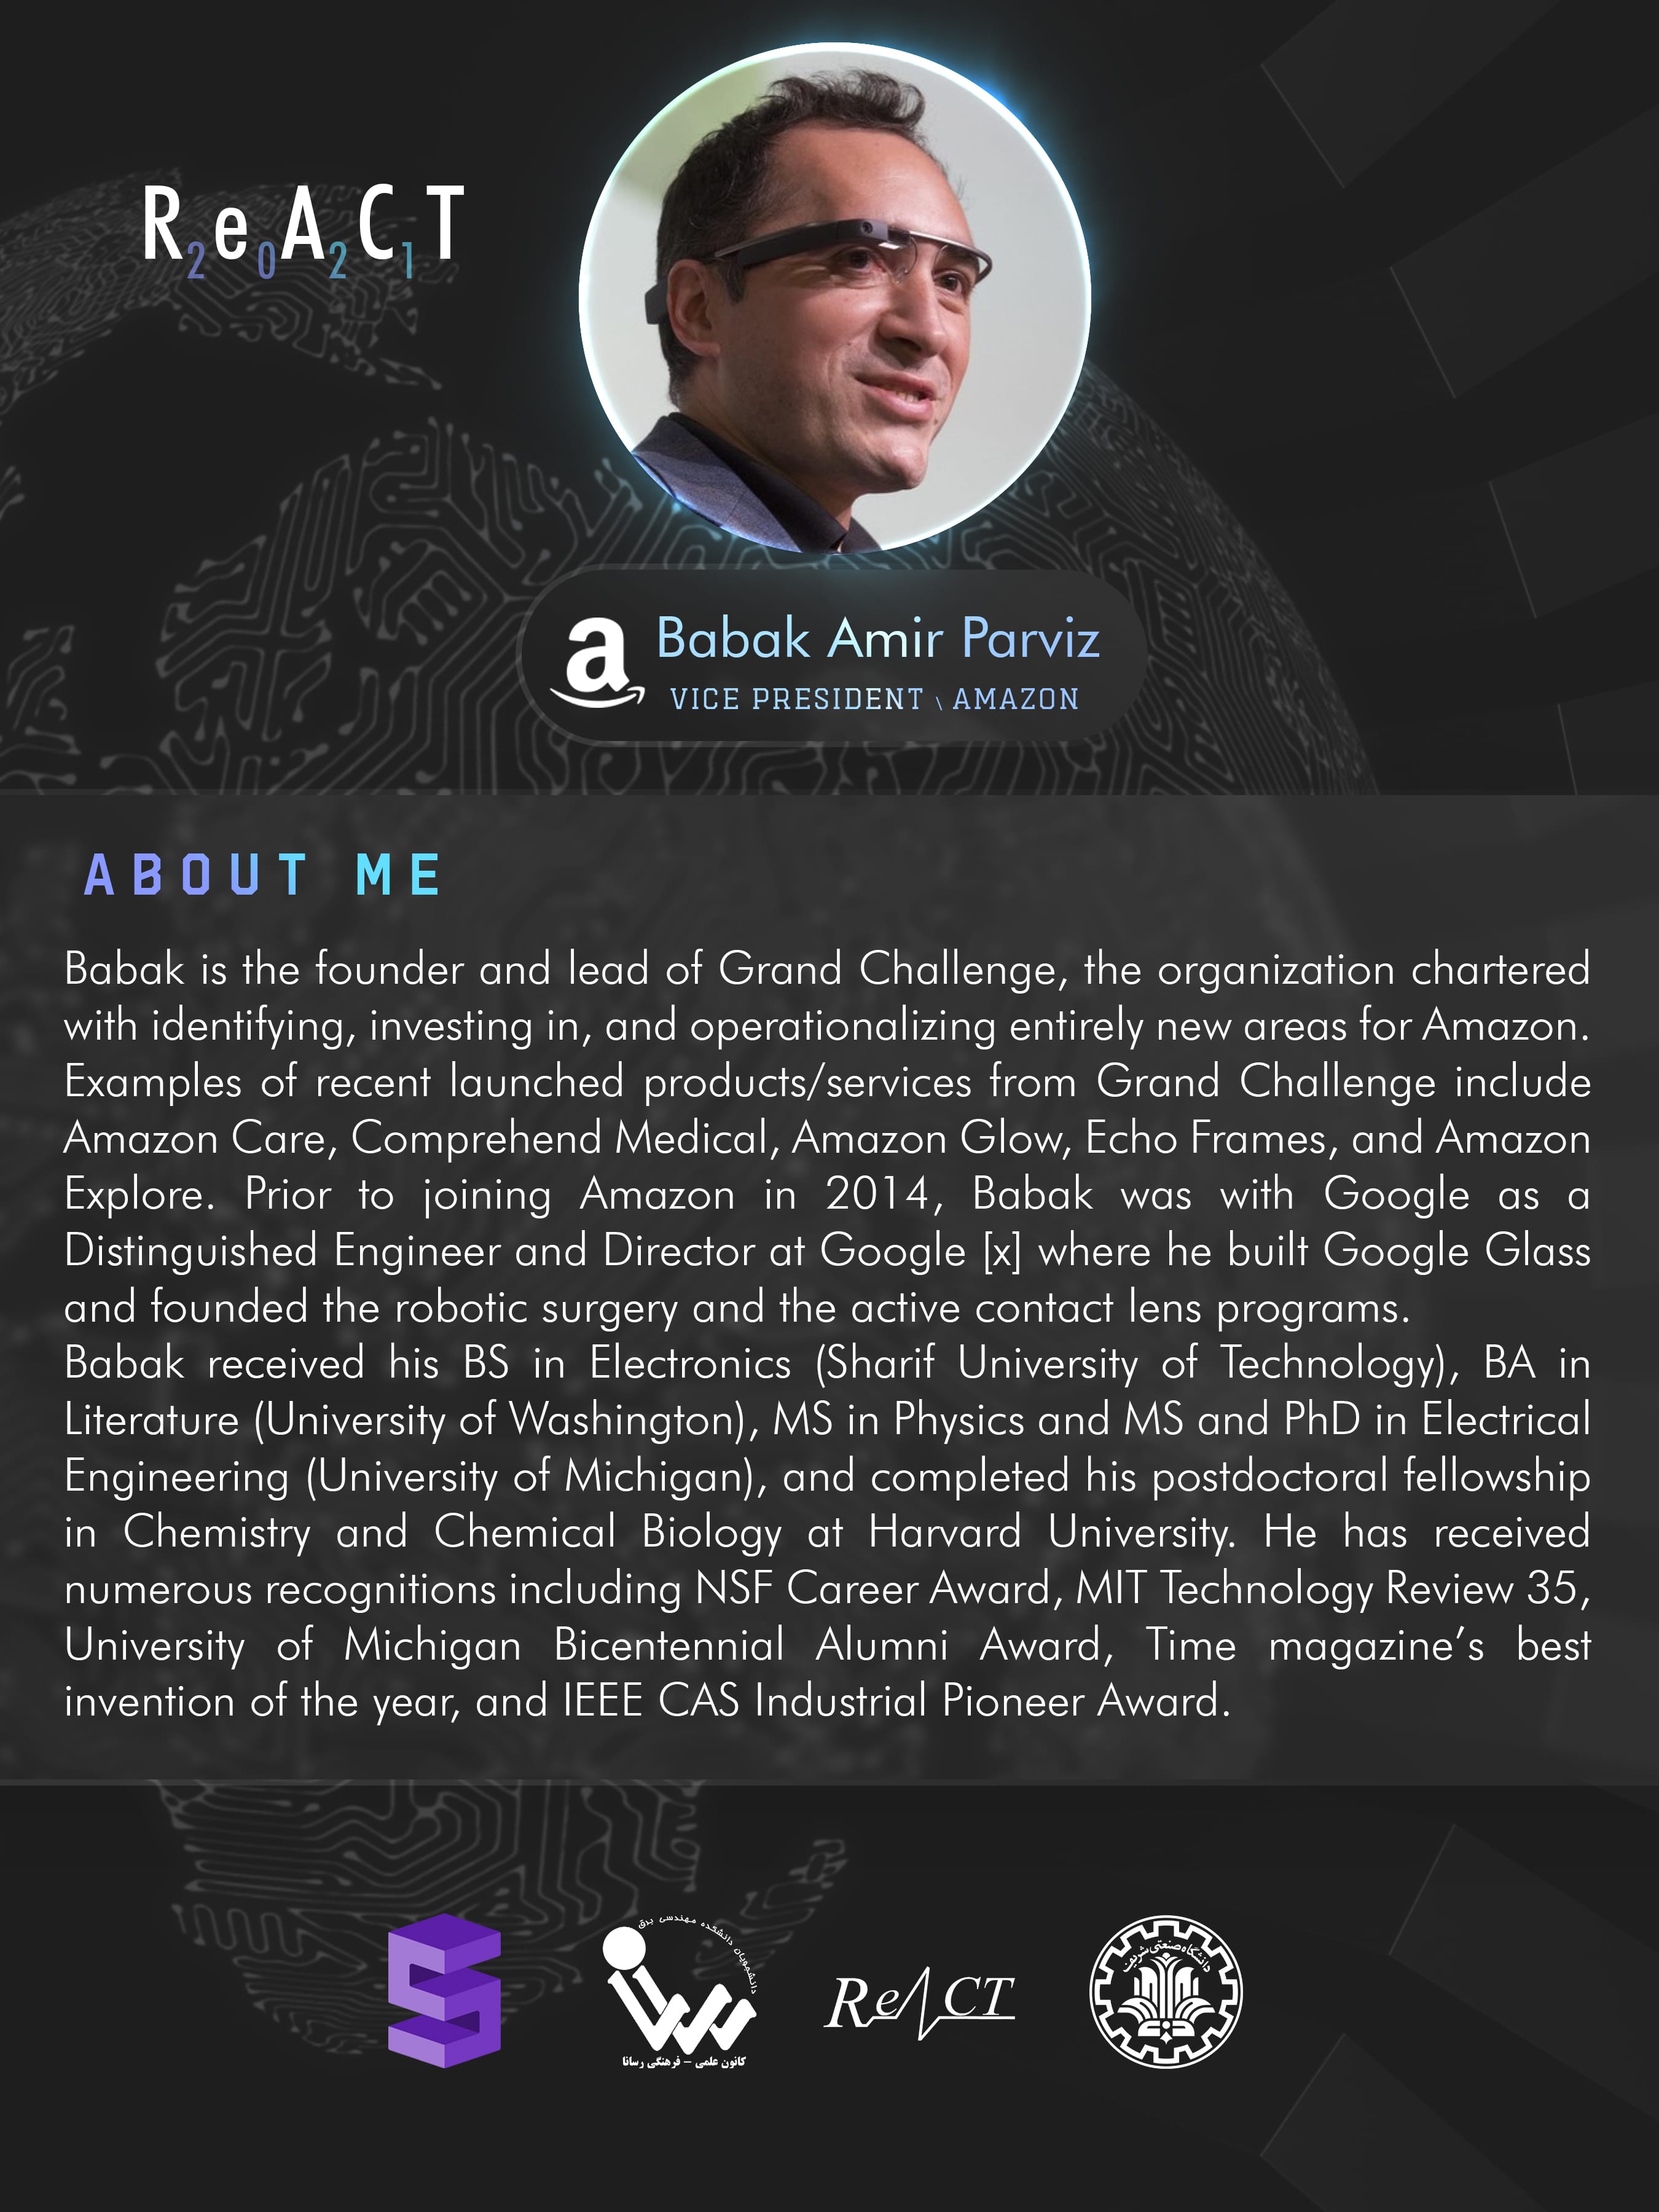 ReACT
2021
a
Babak Amir Parviz
VICE PRESIDENT \ AMAZON
ABOUT ME
Babak is the founder and lead of Grand Challenge, the organization chartered
with identifying, investing in, and operationalizing entirely new areas for Amazon.
Examples of recent launched products/services from Grand Challenge include
Amazon Care, Comprehend Medical, Amazon Glow, Echo Frames, and Amazon
Explore. Prior to joining Amazon in 2014, Babak was with Google as a
Distinguished Engineer and Director at Google [x] where he built Google Glass
and founded the robotic surgery and the active contact lens programs.
Babak received his BS in Electronics (Sharif University of Technology), BA in
Literature (University of Washington), MS in Physics and MS and PhD in Electrical
Engineering (University of Michigan), and completed his postdoctoral fellowship
in Chemistry and Chemical Biology at Harvard University. He has received
numerous recognitions including NSF Career Award, MIT Technology Review 35,
University of Michigan Bicentennial Alumni Award, Time magazine’s best
invention of the year, and IEEE CAS Industrial Pioneer Award.
دانشجویان دانشکده مهندسی برق
کانون علمی – فرهنگی رسانا
ReACT
دانشگاه صنعتی شریف